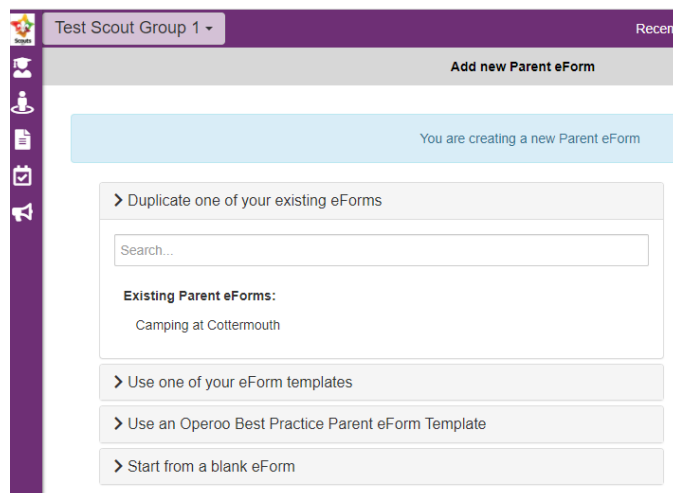 Test Scout Group 1
Recen
Scouts
Add new Parent eForm
You are creating a new Parent eForm
Duplicate one of your existing eForms
Search...
Existing Parent eForms:
Camping at Cottermouth
Use one of your eForm templates
Use an Operoo Best Practice Parent eForm Template
Start from a blank eForm